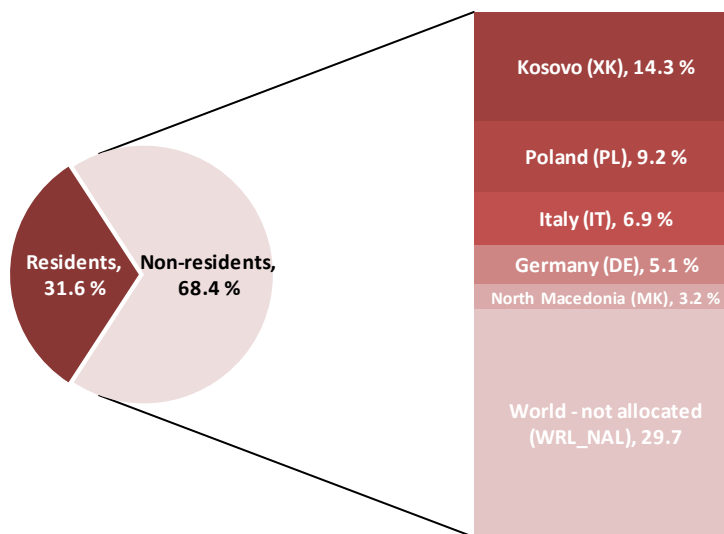 Residents,
31.6 %
Non-residents,
68.4 %
Kosovo (XK), 14.3 %
Poland (PL), 9.2 %
Italy (IT), 6.9 %
Germany (DE), 5.1 %
North Macedonia (MK), 3.2 %
World - not allocated
(WRL_NAL), 29.7